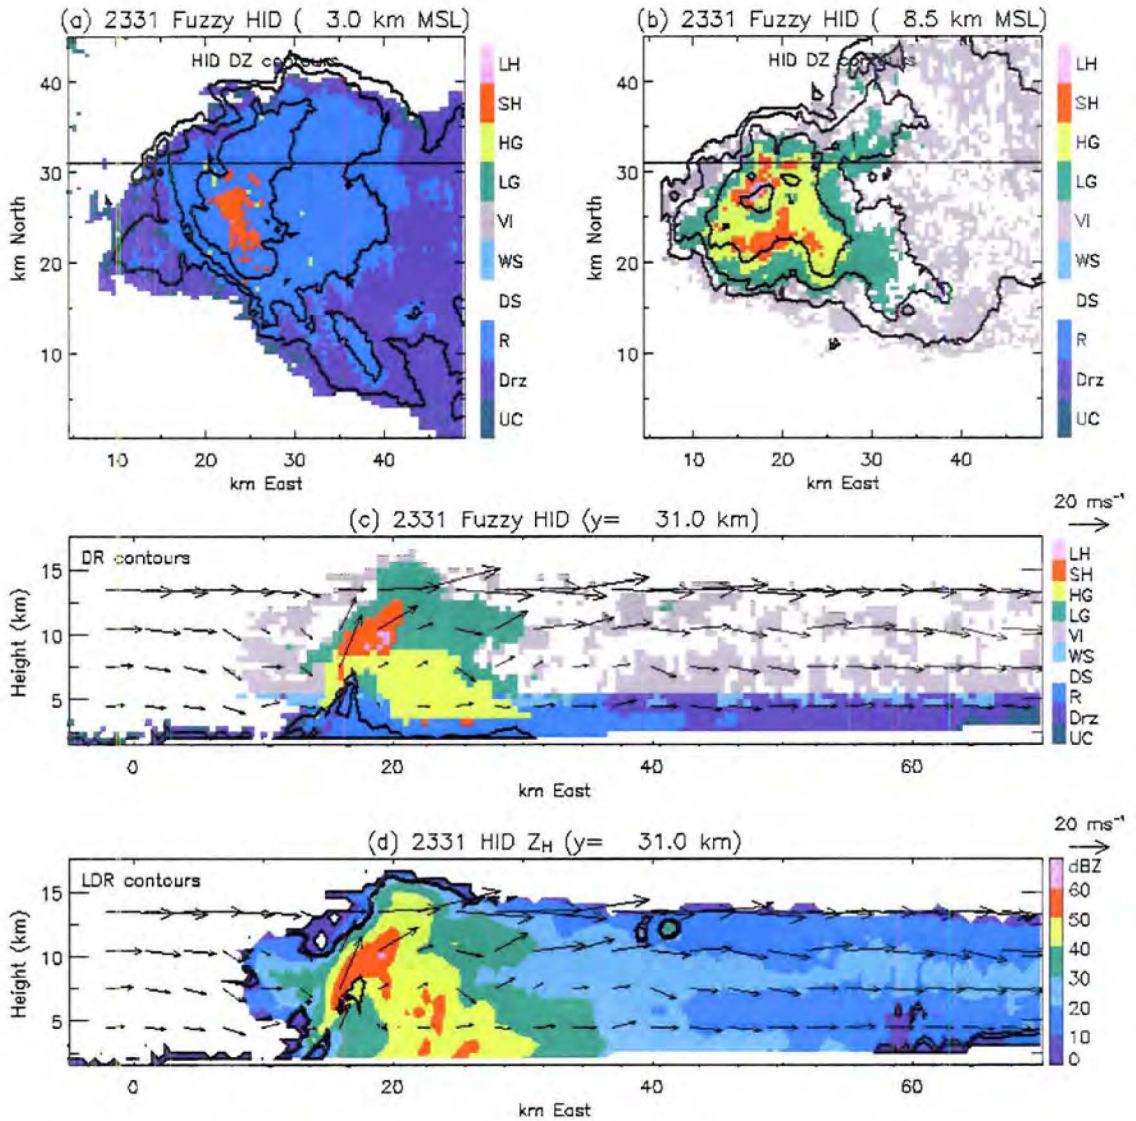 (a) 2331 Fuzzy HID ( 3.0 km MSL)
HID DZ contours
40
30
20
10
km North
10 20 30 40
km East
LH
SH
HG
LG
VI
WS
DS
R
Drz
UC
(b) 2331 Fuzzy HID ( 8.5 km MSL)
HID DZ contours
40
30
20
10
km North
10 20 30 40
km East
LH
SH
HG
LG
VI
WS
DS
R
Drz
UC
20 ms⁻¹
(c) 2331 Fuzzy HID (y= 31.0 km)
DR contours
15
10
5
Height (km)
0 20 40 60
km East
LH
SH
HG
LG
VI
WS
DS
R
Drz
UC
20 ms⁻¹
(d) 2331 HID Z_H (y= 31.0 km)
LDR contours
15
10
5
Height (km)
0 20 40 60
km East
dBZ
60
50
40
30
20
10
0